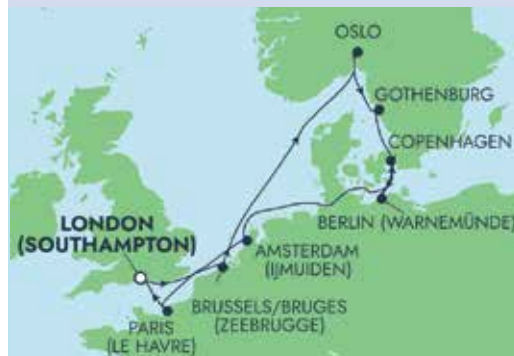 OSLO
GOTHENBURG
COPENHAGEN
BERLIN (WARNEMÜNDE)
LONDON
(SOUTHAMPTON)
AMSTERDAM
(IJMUIDEN)
BRUSSELS/BRUGES
(ZEEBRUGGE)
PARIS
(LE HAVRE)